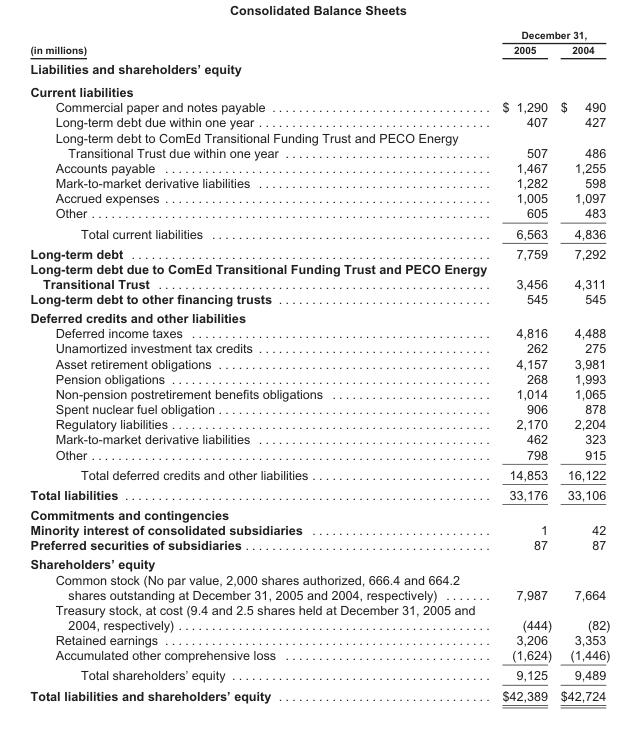 Consolidated Balance Sheets
December 31,
(in millions) 2005 2004
Liabilities and shareholders' equity
Current liabilities
Commercial paper and notes payable ................................ $ 1,290 $ 490
Long-term debt due within one year .................................. 407 427
Long-term debt to ComEd Transitional Funding Trust and PECO Energy
Transitional Trust due within one year .............................. 507 486
Accounts payable ................................................ 1,467 1,255
Mark-to-market derivative liabilities .................................. 1,282 598
Accrued expenses ................................................ 1,005 1,097
Other .......................................................... 605 483
Total current liabilities ........................................ 6,563 4,836
Long-term debt .................................................... 7,759 7,292
Long-term debt due to ComEd Transitional Funding Trust and PECO Energy
Transitional Trust ................................................ 3,456 4,311
Long-term debt to other financing trusts ............................... 545 545
Deferred credits and other liabilities
Deferred income taxes ............................................ 4,816 4,488
Unamortized investment tax credits .................................. 262 275
Asset retirement obligations ........................................ 4,157 3,981
Pension obligations ............................................... 268 1,993
Non-pension postretirement benefits obligations ........................ 1,014 1,065
Spent nuclear fuel obligation ........................................ 906 878
Regulatory liabilities ............................................... 2,170 2,204
Mark-to-market derivative liabilities .................................. 462 323
Other .......................................................... 798 915
Total deferred credits and other liabilities .......................... 14,853 16,122
Total liabilities ..................................................... 33,176 33,106
Commitments and contingencies
Minority interest of consolidated subsidiaries ........................... 1 42
Preferred securities of subsidiaries .................................... 87 87
Shareholders' equity
Common stock (No par value, 2,000 shares authorized, 666.4 and 664.2
shares outstanding at December 31, 2005 and 2004, respectively) ....... 7,987 7,664
Treasury stock, at cost (9.4 and 2.5 shares held at December 31, 2005 and
2004, respectively) .............................................. (444) (82)
Retained earnings ................................................ 3,206 3,353
Accumulated other comprehensive loss .............................. (1,624) (1,446)
Total shareholders' equity ...................................... 9,125 9,489
Total liabilities and shareholders' equity ............................... $42,389 $42,724